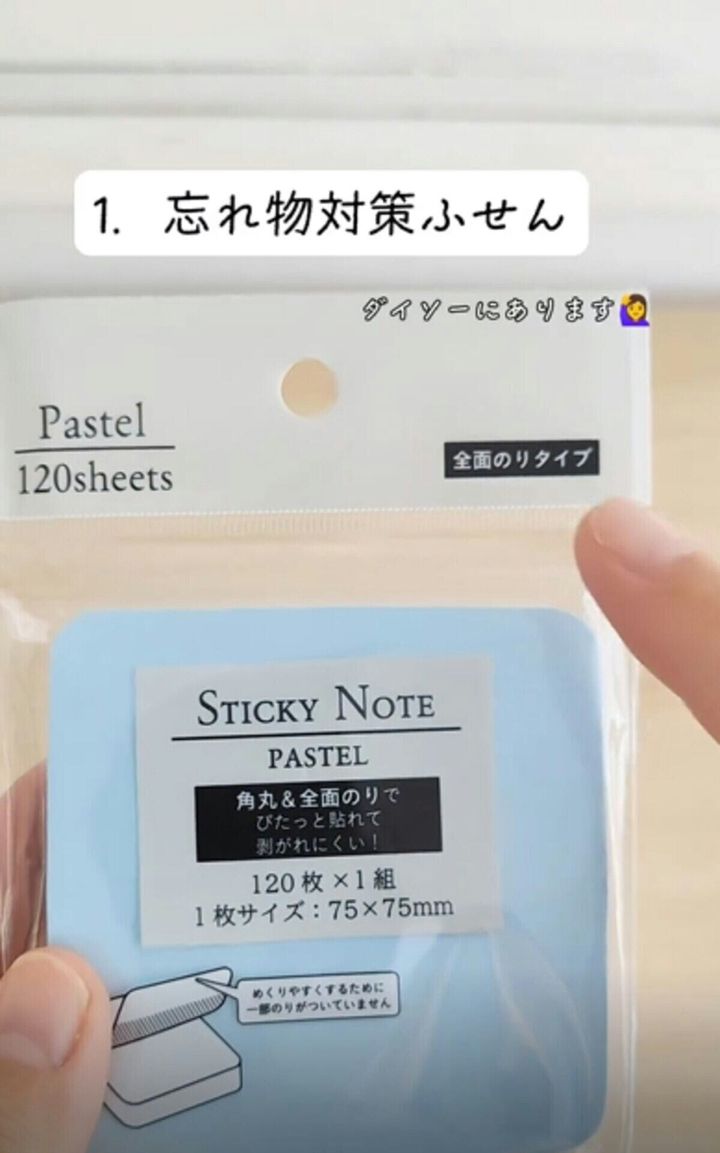 1. 忘れ物対策ふせん
ダイソーにあります🙋‍♀️
Pastel
120sheets
全面のりタイプ
STICKY NOTE
PASTEL
角丸&全面のりで
ぴたっと貼れて
剥がれにくい!
120枚×1組
1枚サイズ:75×75mm
めくりやすくするために
一部のりがついていません